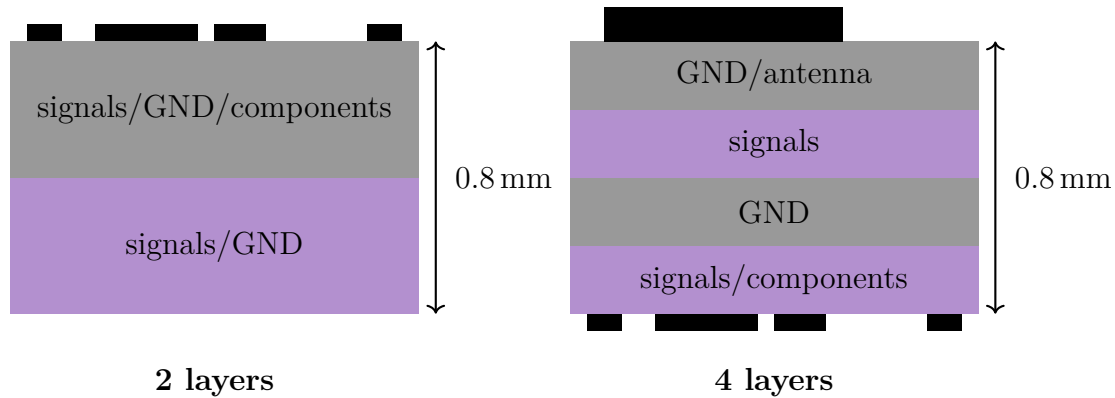 signals/GND/components
signals/GND
0.8 mm
2 layers
GND/antenna
signals
GND
signals/components
0.8 mm
4 layers